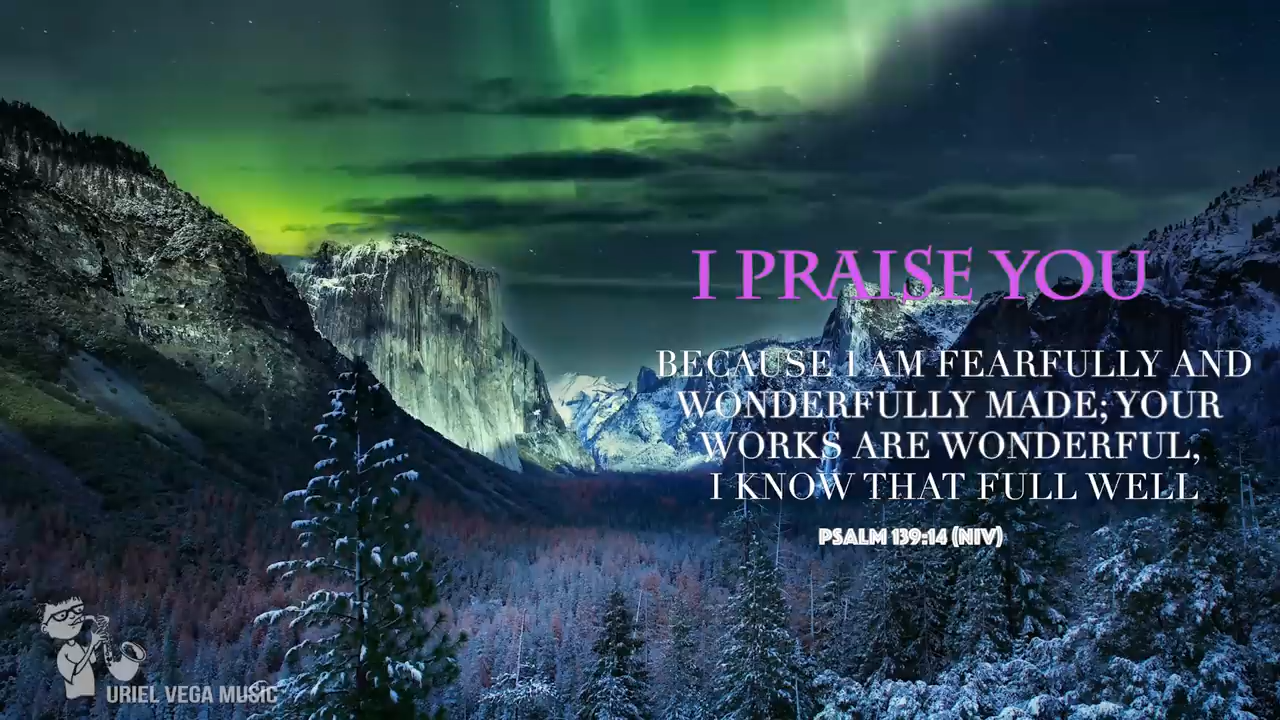 I PRAISE YOU
BECAUSE I AM FEARFULLY AND
WONDERFULLY MADE; YOUR
WORKS ARE WONDERFUL,
I KNOW THAT FULL WELL
PSALM 139:14 (NIV)
URIEL VEGA MUSIC